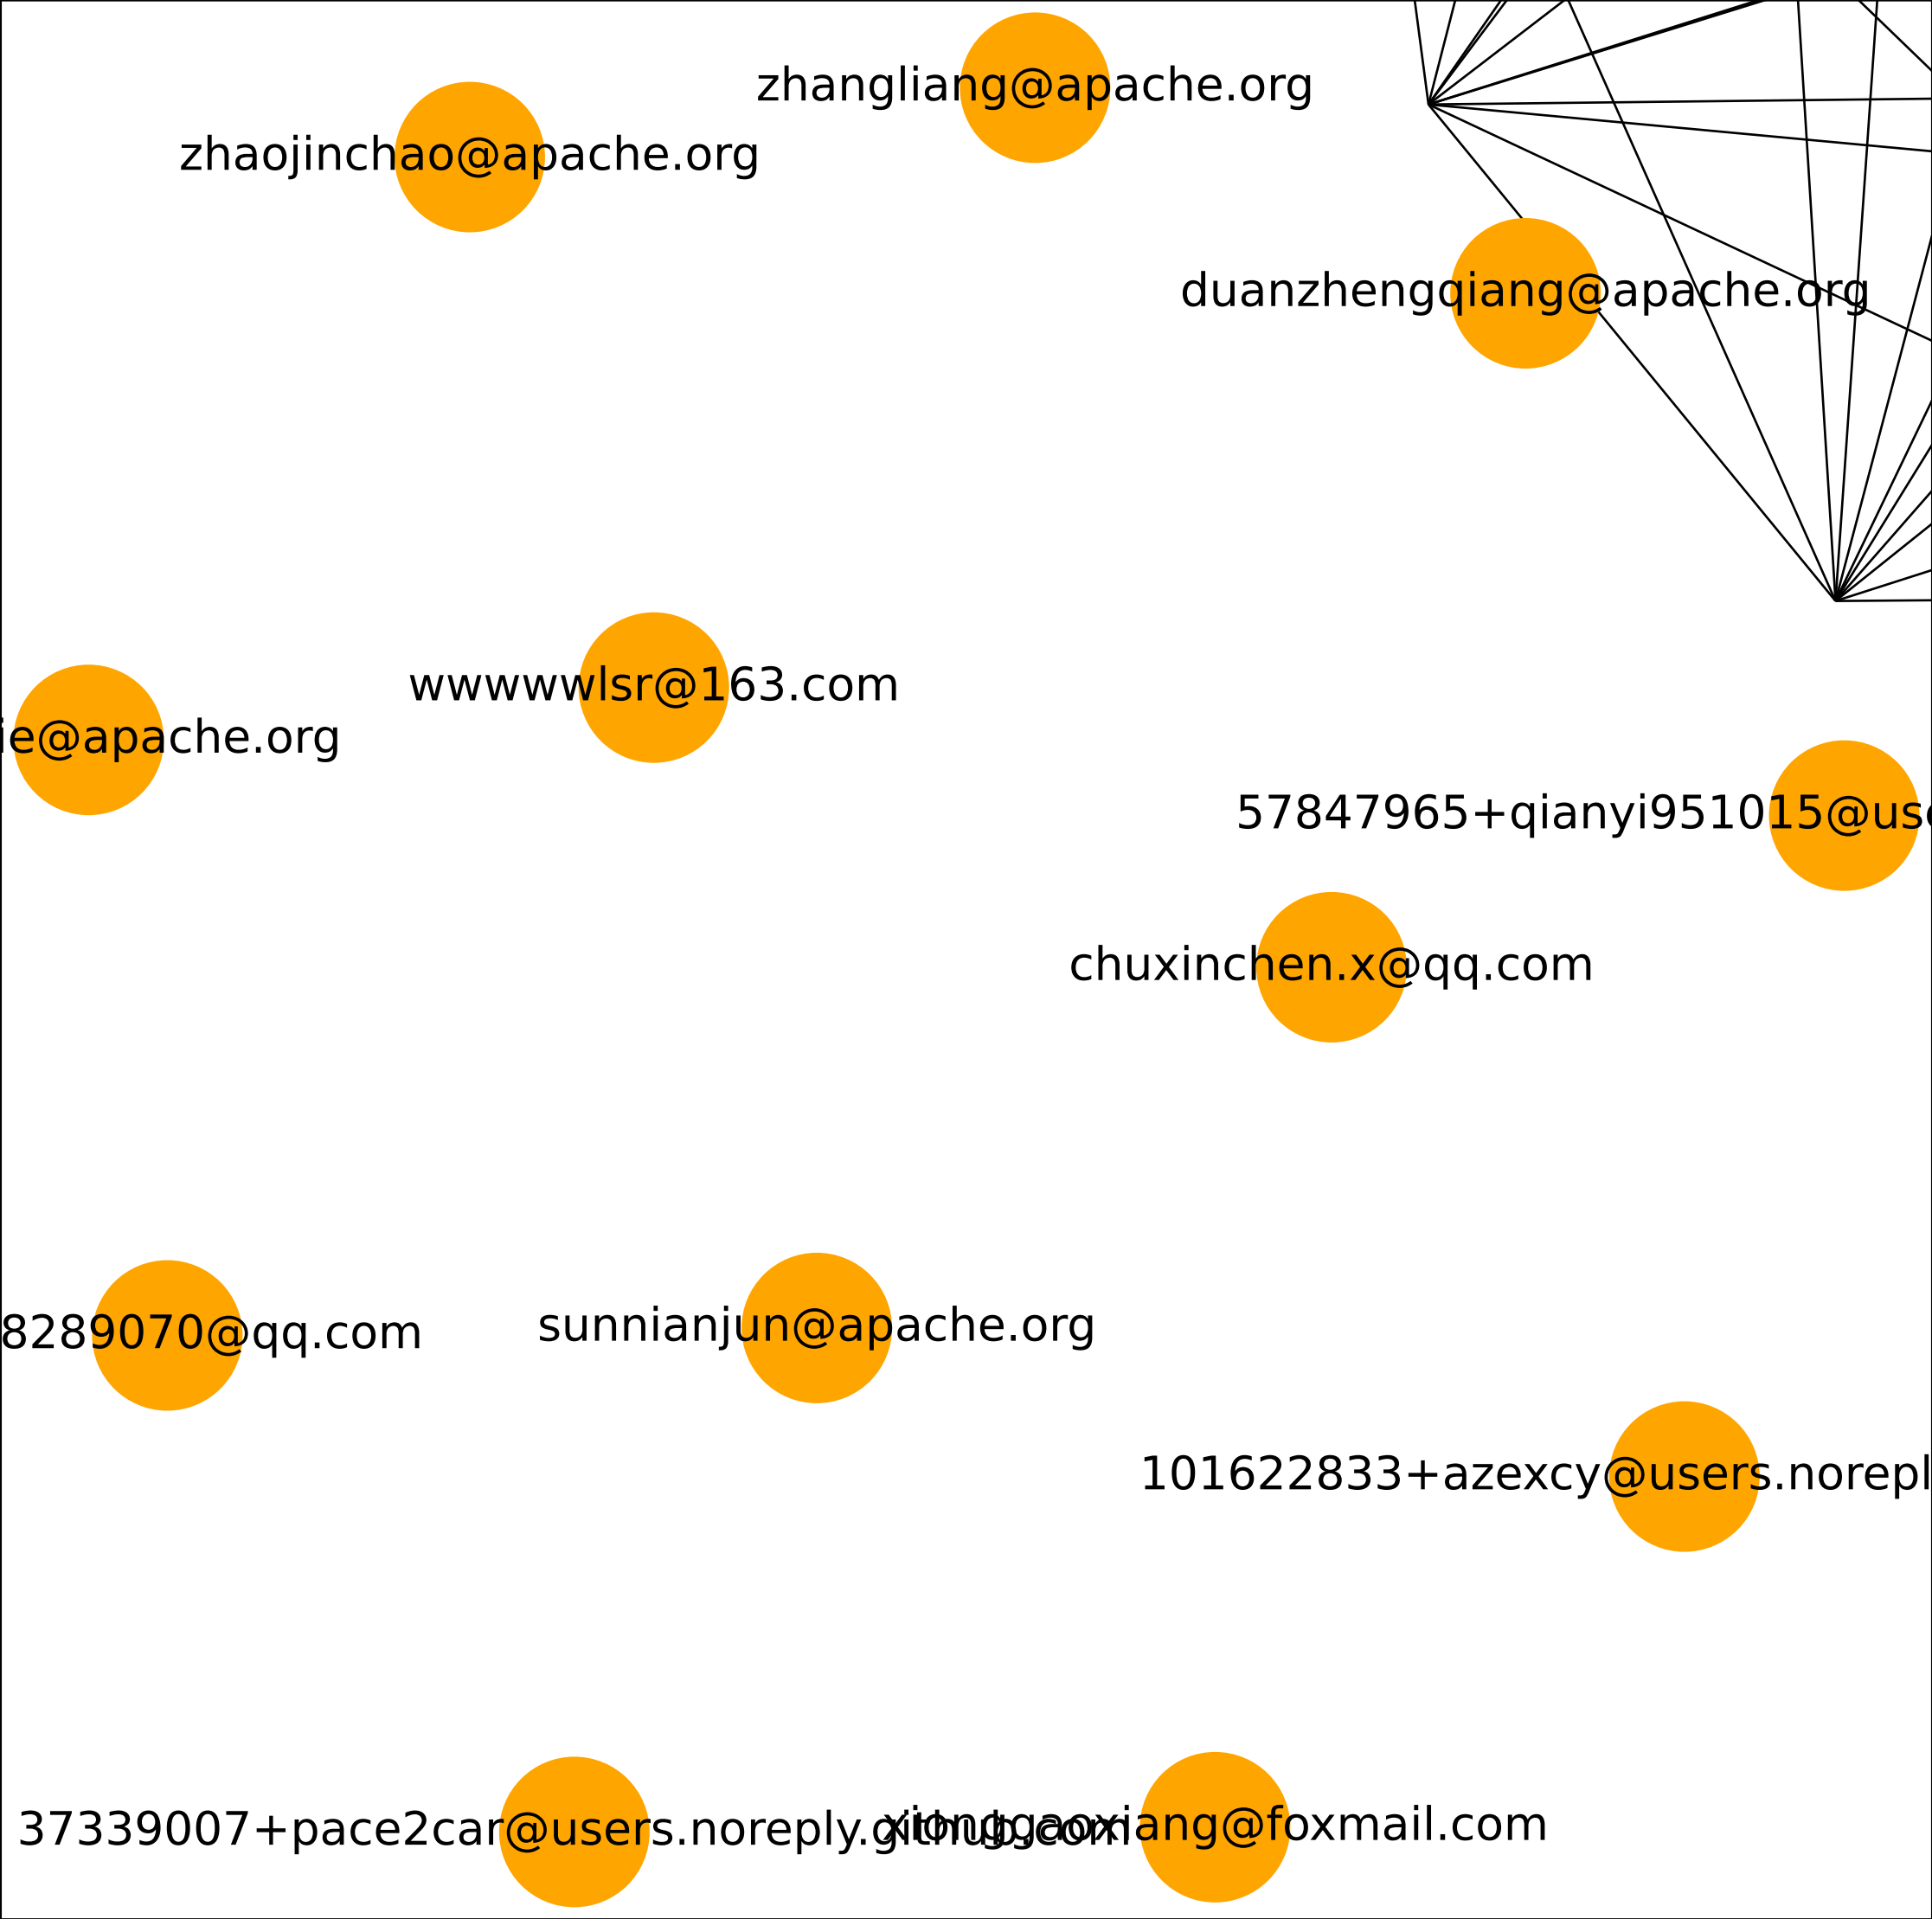 zhangliang@apache.org
zhaojinchao@apache.org
duanzhengqiang@apache.org
wwwwwlsr@163.com
ie@apache.org
57847965+qianyi951015@use
chuxinchen.x@qq.com
sunnianjun@apache.org
8289070@qq.com
101622833+azexcy@users.norepl
37339007+pace2car@users.noreply.github.com
xionggaoxiang@foxmail.com